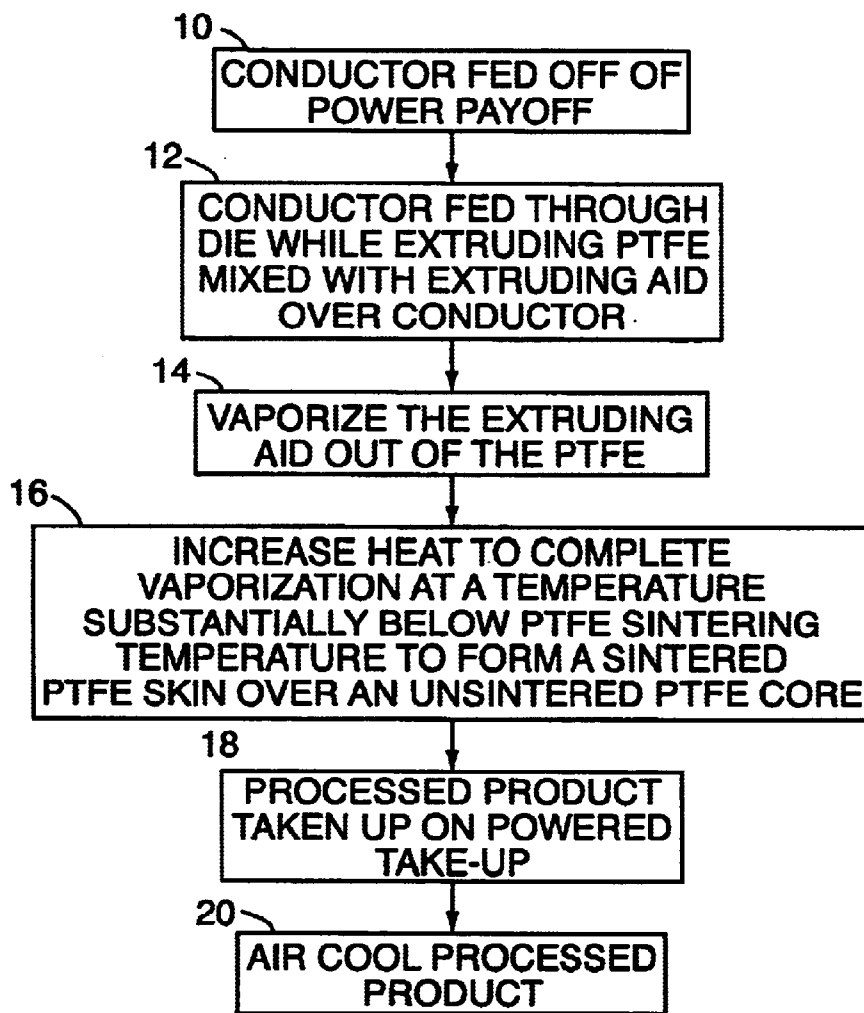 10
CONDUCTOR FED OFF OF
POWER PAYOFF
12
CONDUCTOR FED THROUGH
DIE WHILE EXTRUDING PTFE
MIXED WITH EXTRUDING AID
OVER CONDUCTOR
14
VAPORIZE THE EXTRUDING
AID OUT OF THE PTFE
16
INCREASE HEAT TO COMPLETE
VAPORIZATION AT A TEMPERATURE
SUBSTANTIALLY BELOW PTFE SINTERING
TEMPERATURE TO FORM A SINTERED
PTFE SKIN OVER AN UNSINTERED PTFE CORE
18
PROCESSED PRODUCT
TAKEN UP ON POWERED
TAKE-UP
20
AIR COOL PROCESSED
PRODUCT